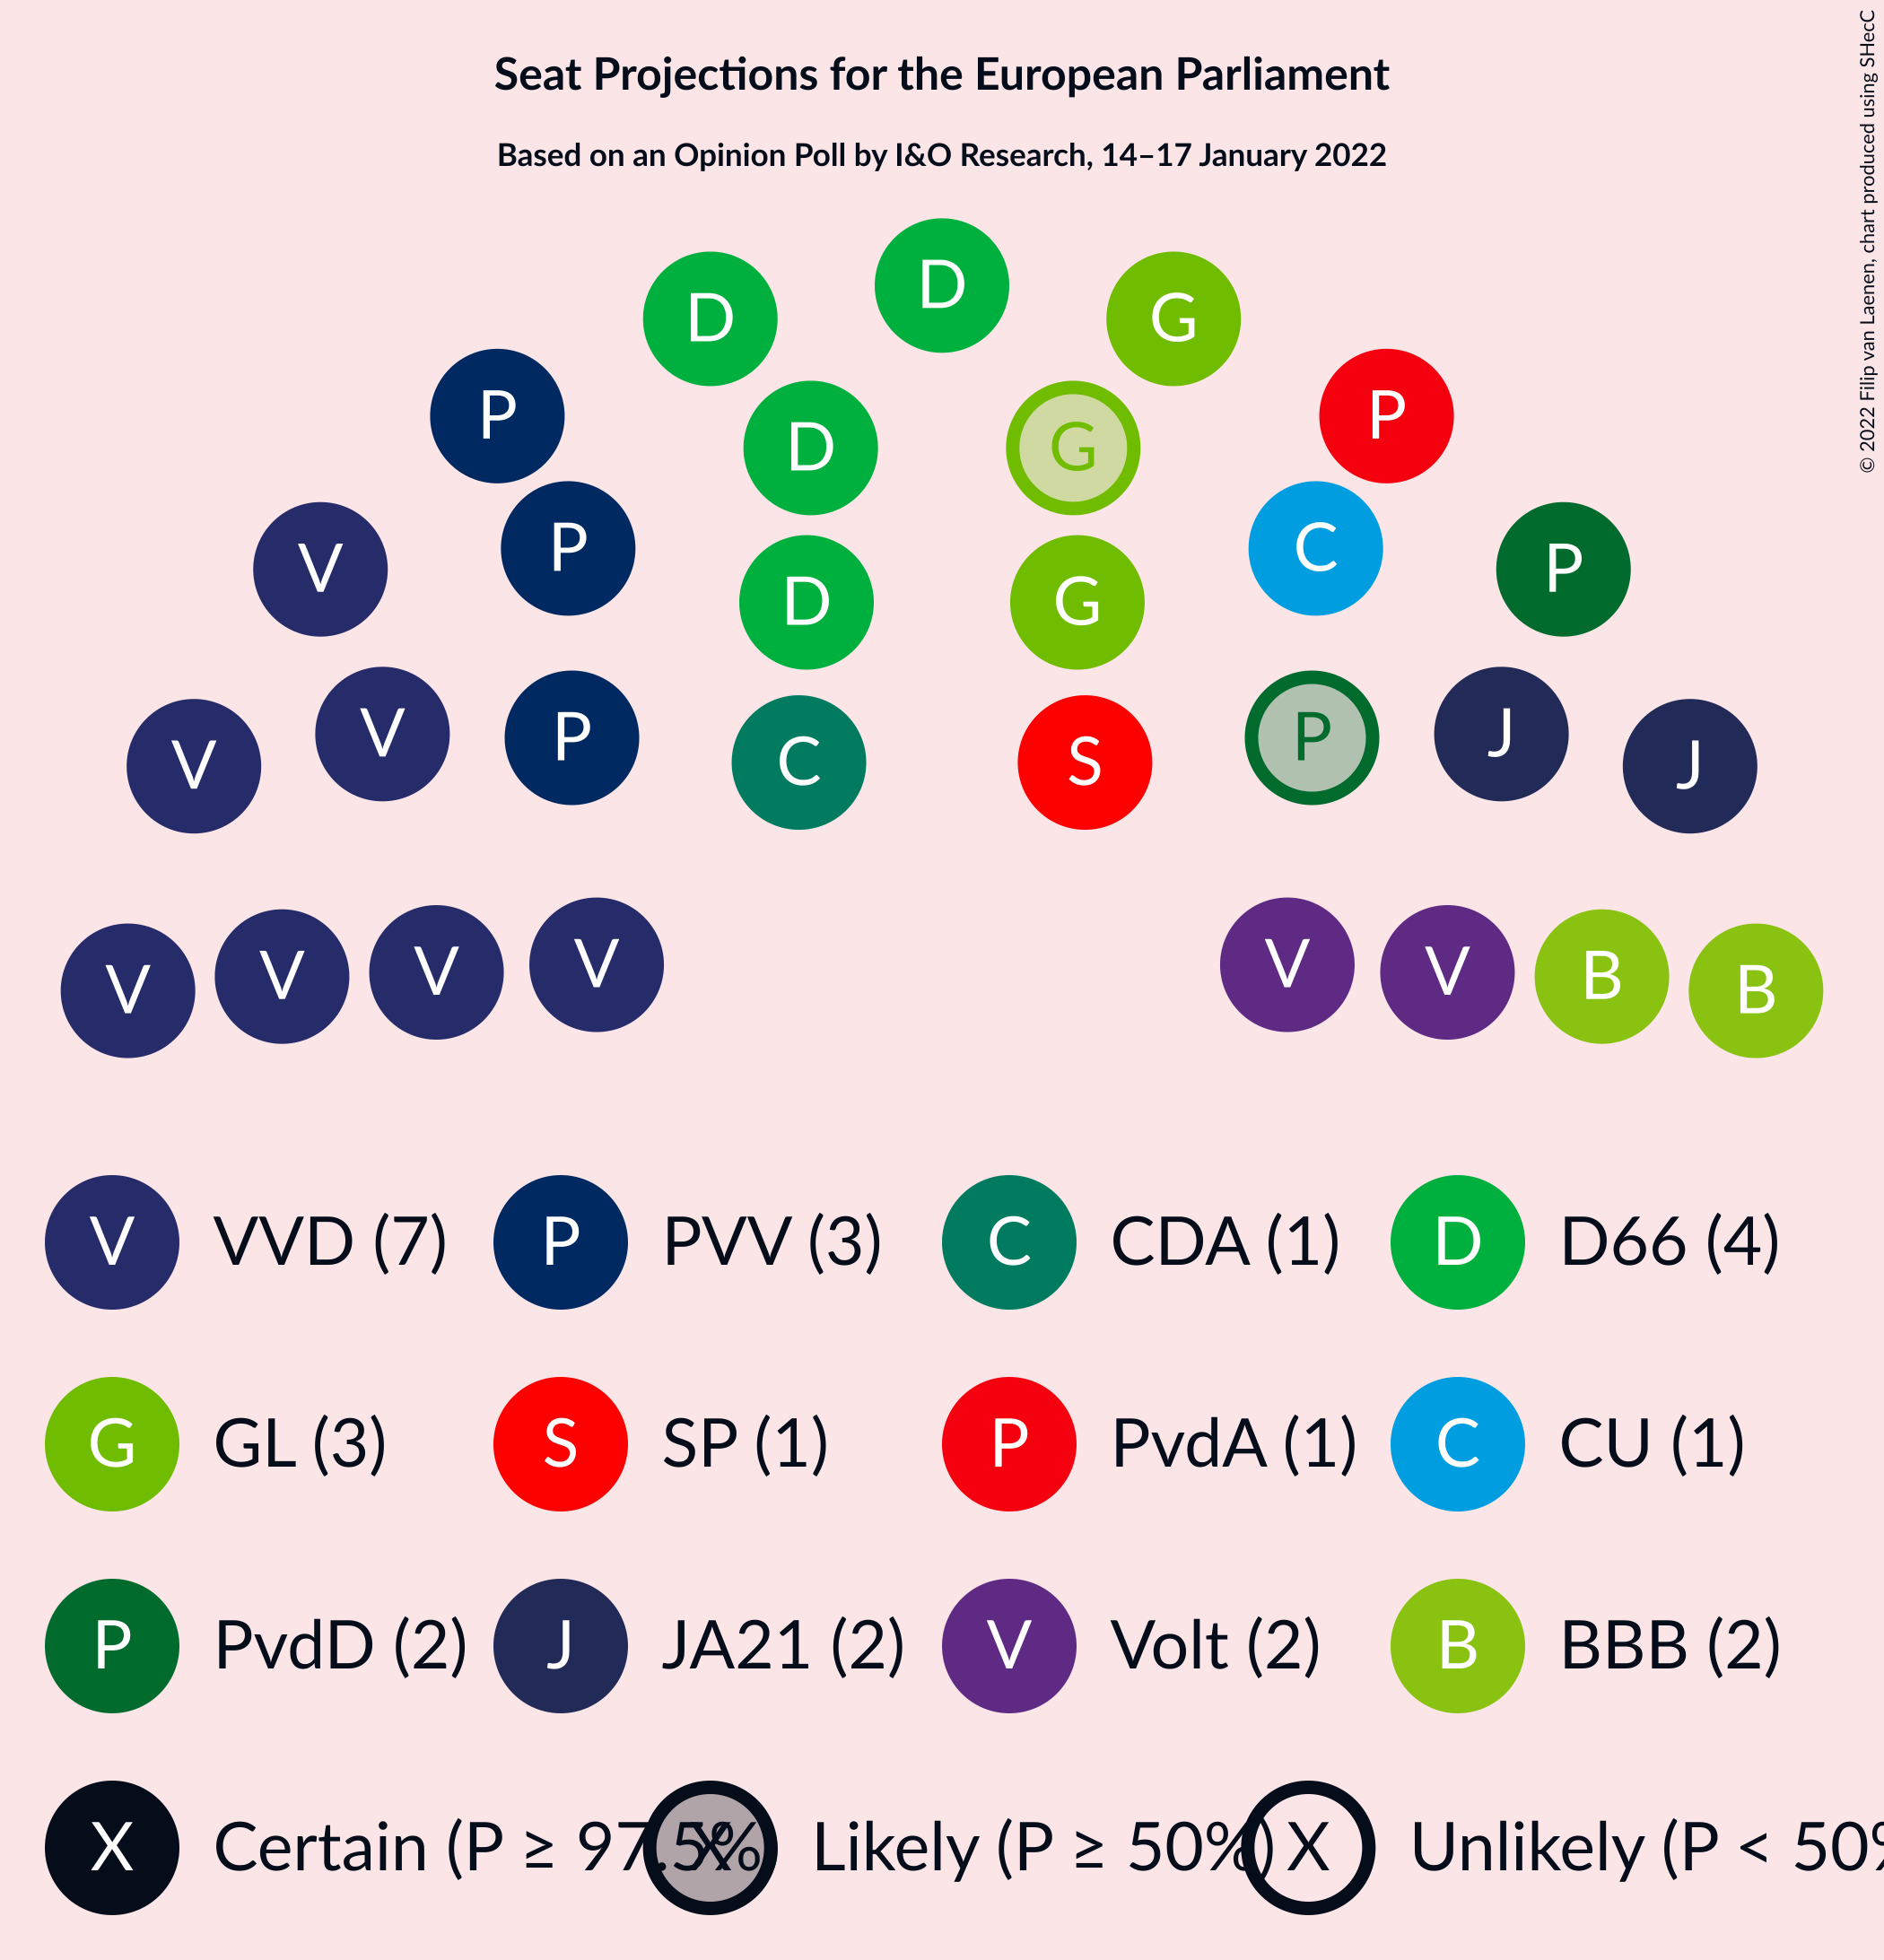 Seat Projections for the European Parliament
Based on an Opinion Poll by I&O Research, 14–17 January 2022
© 2022 Filip van Laenen, chart produced using SHecC
D
D
G
P
D
G
P
V
P
D
G
C
P
V
V
P
C
S
P
J
J
V
V
V
V
V
V
B
B
V VVD (7) P PVV (3) C CDA (1) D D66 (4)
G GL (3) S SP (1) P PvdA (1) C CU (1)
P PvdD (2) J JA21 (2) V Volt (2) B BBB (2)
X Certain (P ≥ 97.5% X Likely (P ≥ 50%) X Unlikely (P < 50%